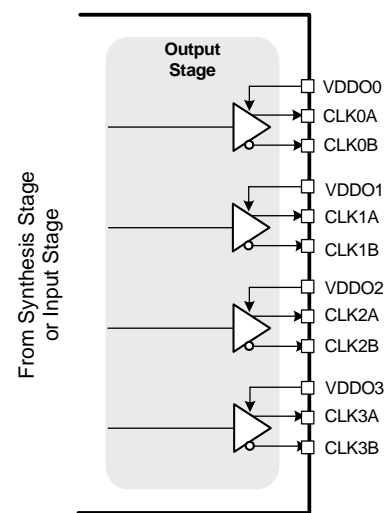 Output
Stage
VDDO0
CLK0A
CLK0B
VDDO1
CLK1A
CLK1B
VDDO2
CLK2A
CLK2B
VDDO3
CLK3A
CLK3B
From Synthesis Stage
or Input Stage